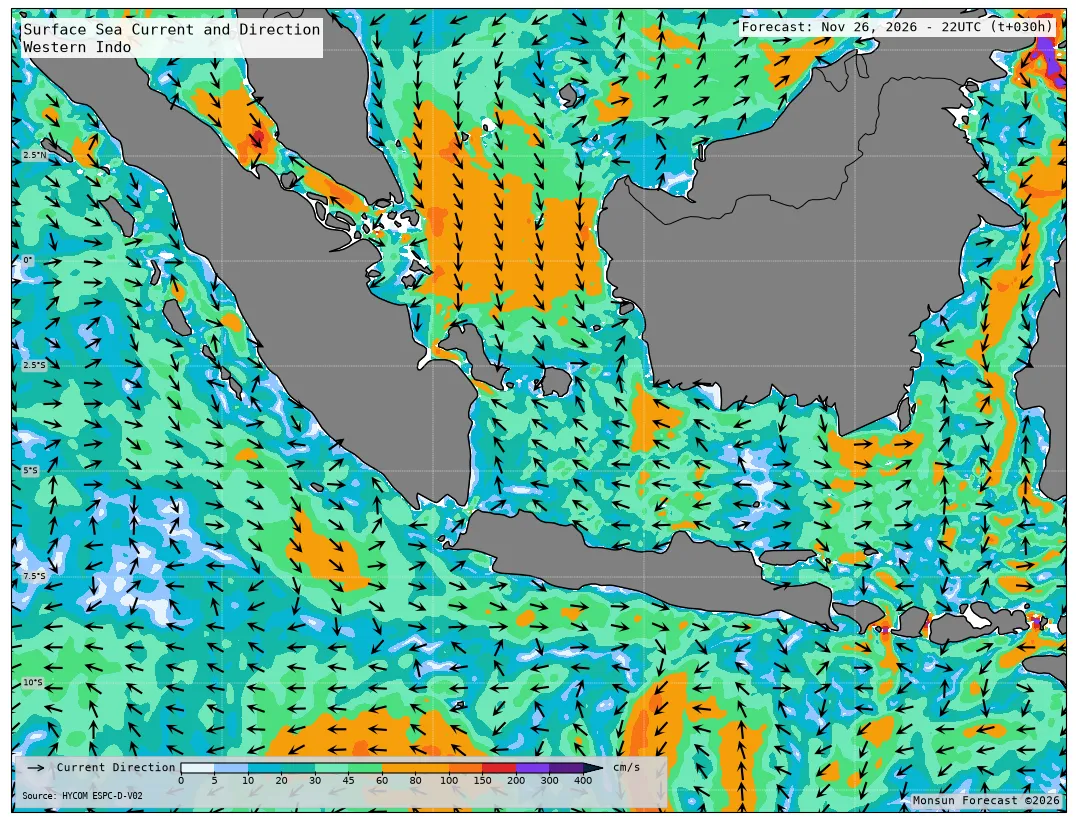 Surface Sea Current and Direction
Western Indo
Forecast: Nov 26, 2026 - 22UTC (t+030h)
2.5°N
0°
2.5°S
5°S
7.5°S
10°S
Current Direction
0 5 10 20 30 45 60 80 100 150 200 300 400 cm/s
Source: HYCOM ESPC-D-V02
Monsun Forecast ©2026